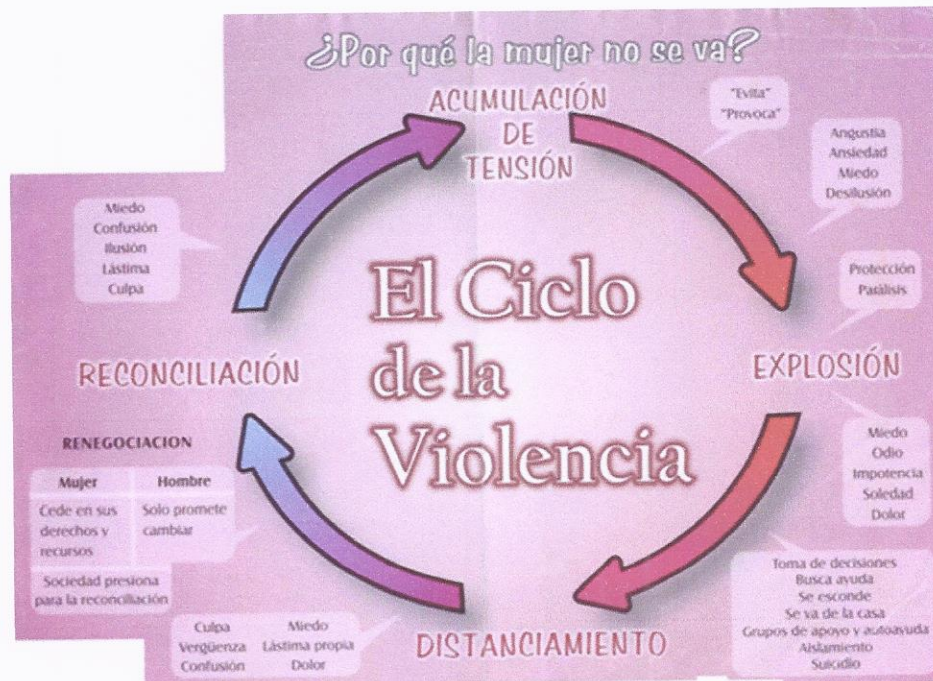 ¿Por qué la mujer no se va?
ACUMULACIÓN
DE
TENSIÓN
"Evita"
"Provoca"
Angustia
Ansiedad
Miedo
Desilusión
Protección
Parálisis
EXPLOSIÓN
Miedo
Odio
Impotencia
Soledad
Dolor
Toma de decisiones
Busca ayuda
Se esconde
Se va de la casa
Grupos de apoyo y autoayuda
Aislamiento
Suicidio
DISTANCIAMIENTO
Culpa Miedo
Vergüenza Lástima propia
Confusión Dolor
RENEGOCIACION
Mujer Hombre
Cede en sus Solo promete
derechos y cambiar
recursos
Sociedad presiona
para la reconciliación
RECONCILIACIÓN
Miedo
Confusión
Ilusión
Lástima
Culpa
El Ciclo
de la
Violencia